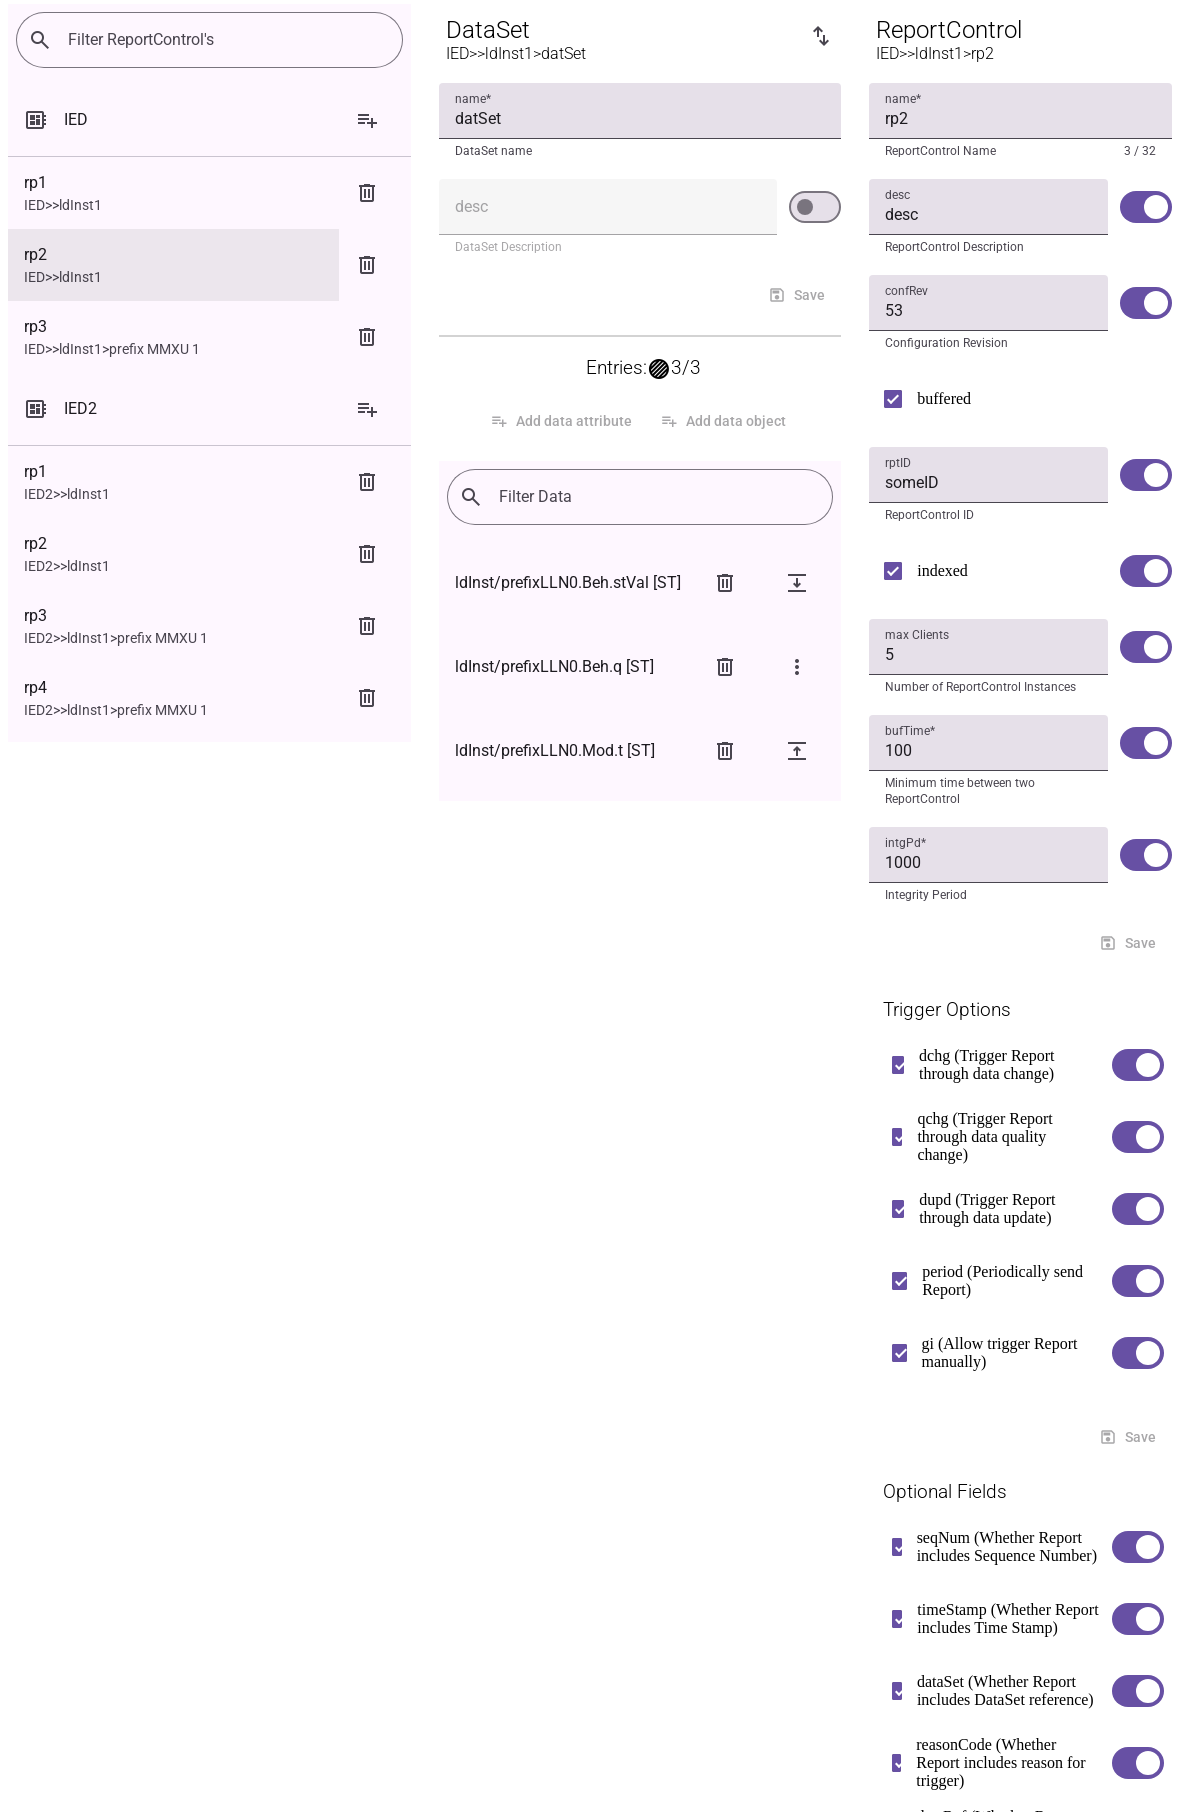 Filter ReportControl's
IED
rp1
IED>>ldInst1
rp2
IED>>ldInst1
rp3
IED>>ldInst1>prefix MMXU 1
IED2
rp1
IED2>>ldInst1
rp2
IED2>>ldInst1
rp3
IED2>>ldInst1>prefix MMXU 1
rp4
IED2>>ldInst1>prefix MMXU 1
DataSet
IED>>ldInst1>datSet
name*
datSet
DataSet name
desc
DataSet Description
Save
Entries: 3/3
Add data attribute Add data object
Filter Data
ldInst/prefixLLN0.Beh.stVal [ST]
ldInst/prefixLLN0.Beh.q [ST]
ldInst/prefixLLN0.Mod.t [ST]
ReportControl
IED>>ldInst1>rp2
name*
rp2
ReportControl Name 3 / 32
desc
desc
ReportControl Description
confRev
53
Configuration Revision
buffered
rptID
someID
ReportControl ID
indexed
max Clients
5
Number of ReportControl Instances
bufTime*
100
Minimum time between two
ReportControl
intgPd*
1000
Integrity Period
Save
Trigger Options
dchg (Trigger Report
through data change)
qchg (Trigger Report
through data quality
change)
dupd (Trigger Report
through data update)
period (Periodically send
Report)
gi (Allow trigger Report
manually)
Save
Optional Fields
seqNum (Whether Report
includes Sequence Number)
timeStamp (Whether Report
includes Time Stamp)
dataSet (Whether Report
includes DataSet reference)
reasonCode (Whether
Report includes reason for
trigger)